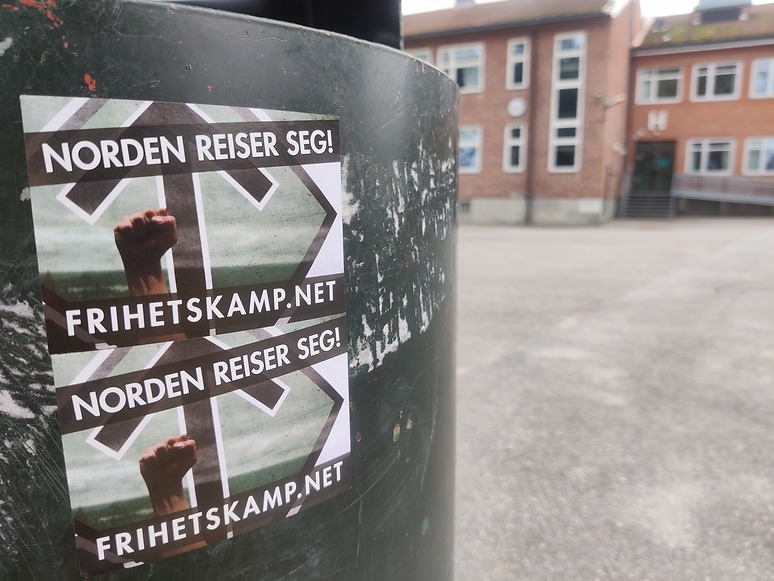 NORDEN REISER SEG!
FRIHETSKAMP.NET
NORDEN REISER SEG!
FRIHETSKAMP.NET
H